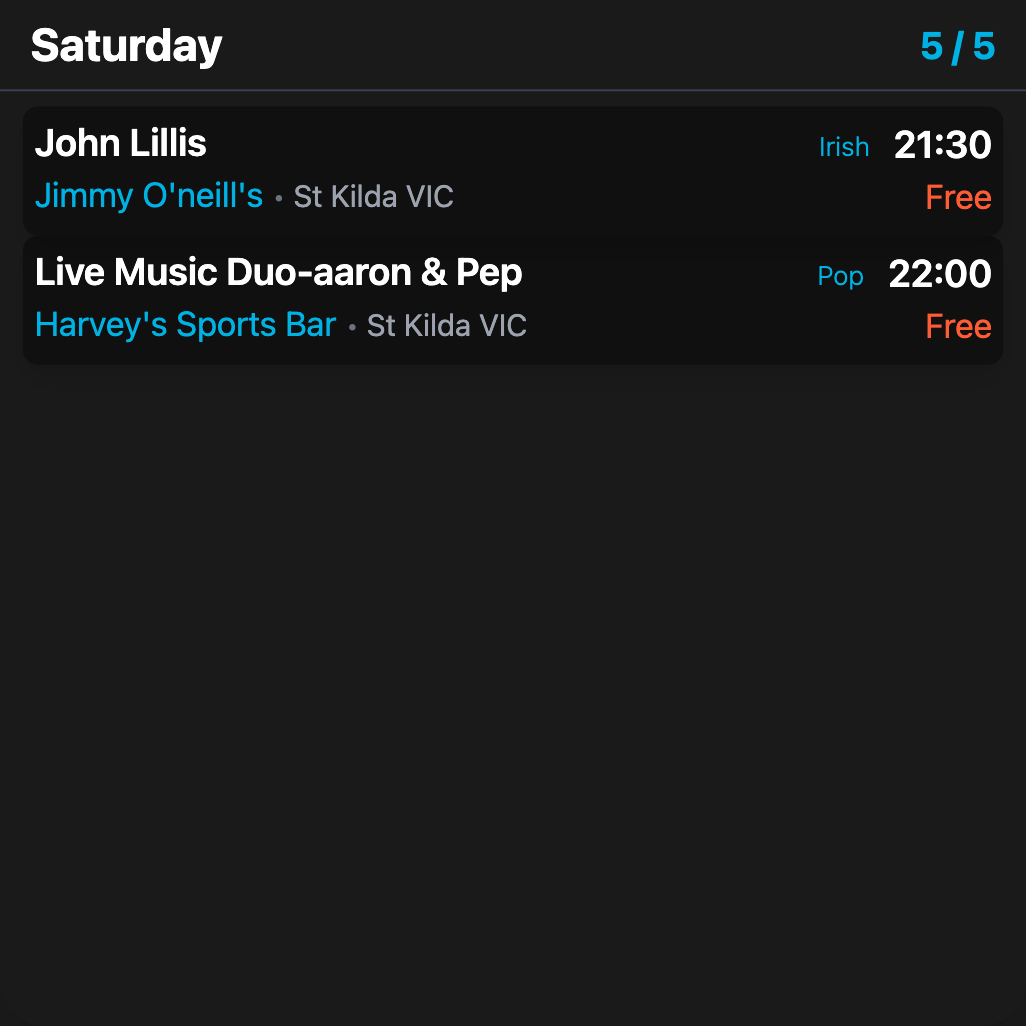 Saturday 5 / 5
John Lillis Irish 21:30
Jimmy O'neill's • St Kilda VIC Free
Live Music Duo-aaron & Pep Pop 22:00
Harvey's Sports Bar • St Kilda VIC Free